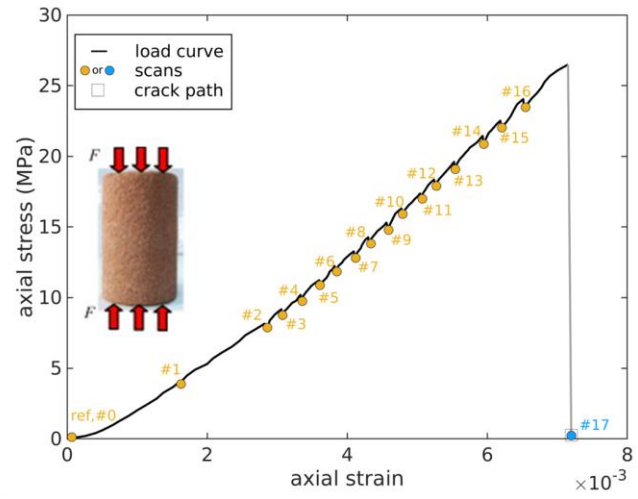 30
load curve
or scans
crack path
25
#16
F
#14
#15
20
#12
#13
axial stress (MPa)
#10
#11
15
#8
#9
#6
#7
10
#4
#5
#2
#3
F
5
#1
ref,#0
#17
0
0 2 4 6 8
axial strain ×10⁻³